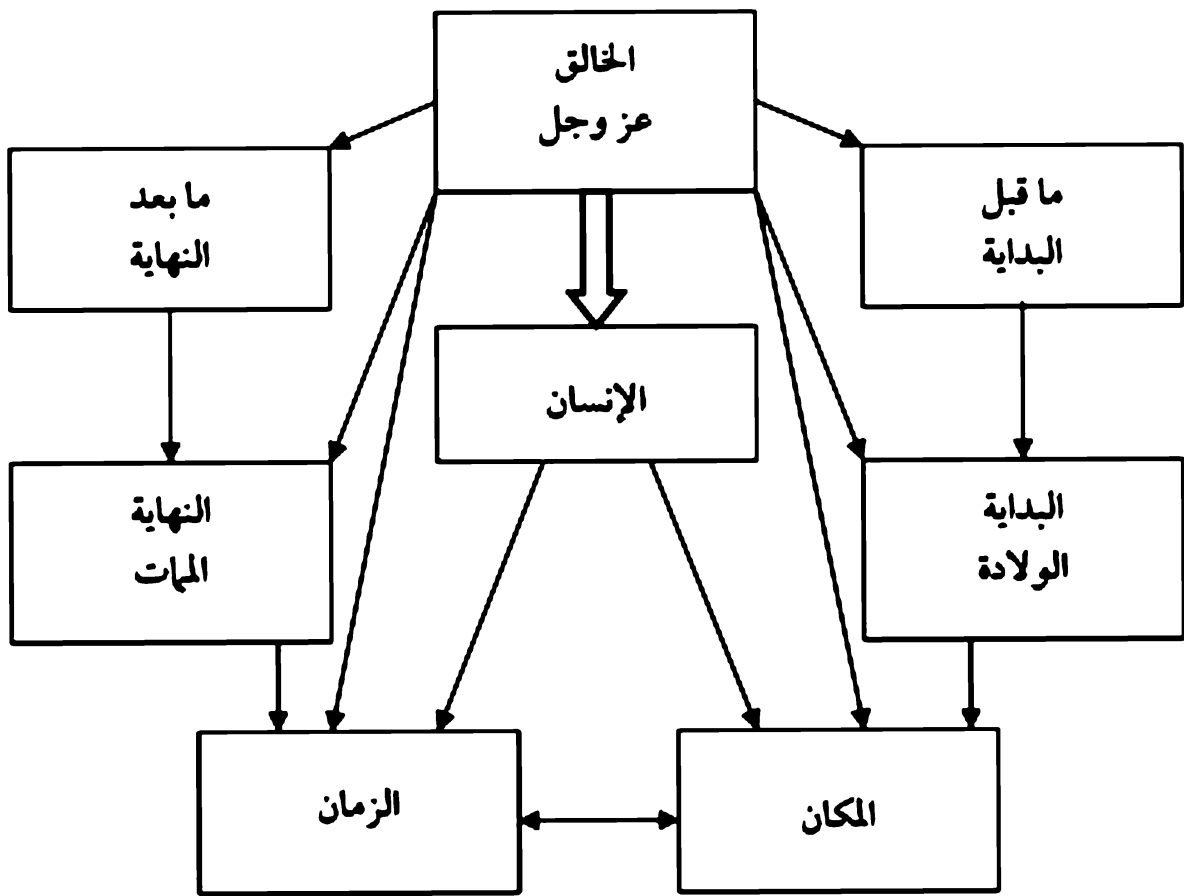 الخالق
عز وجل
ما قبل
البداية
ما بعد
النهاية
الإنسان
البداية
الولادة
النهاية
الممات
المكان
الزمان